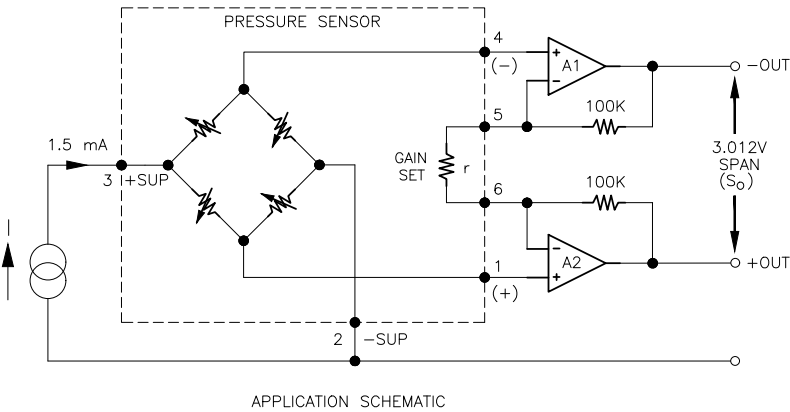 PRESSURE SENSOR
4
(−)
+
A1
−
−OUT
100K
5
1.5 mA
GAIN
SET
r
3.012V
SPAN
(So)
3
+SUP
6
100K
I
−
A2
+
+OUT
1
(+)
2
−SUP
APPLICATION SCHEMATIC